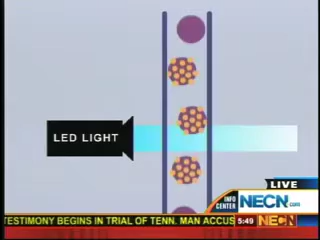 LED LIGHT
LIVE
INFO CENTER
NECN.com
TESTIMONY BEGINS IN TRIAL OF TENN. MAN ACCUS
5:49 NECN